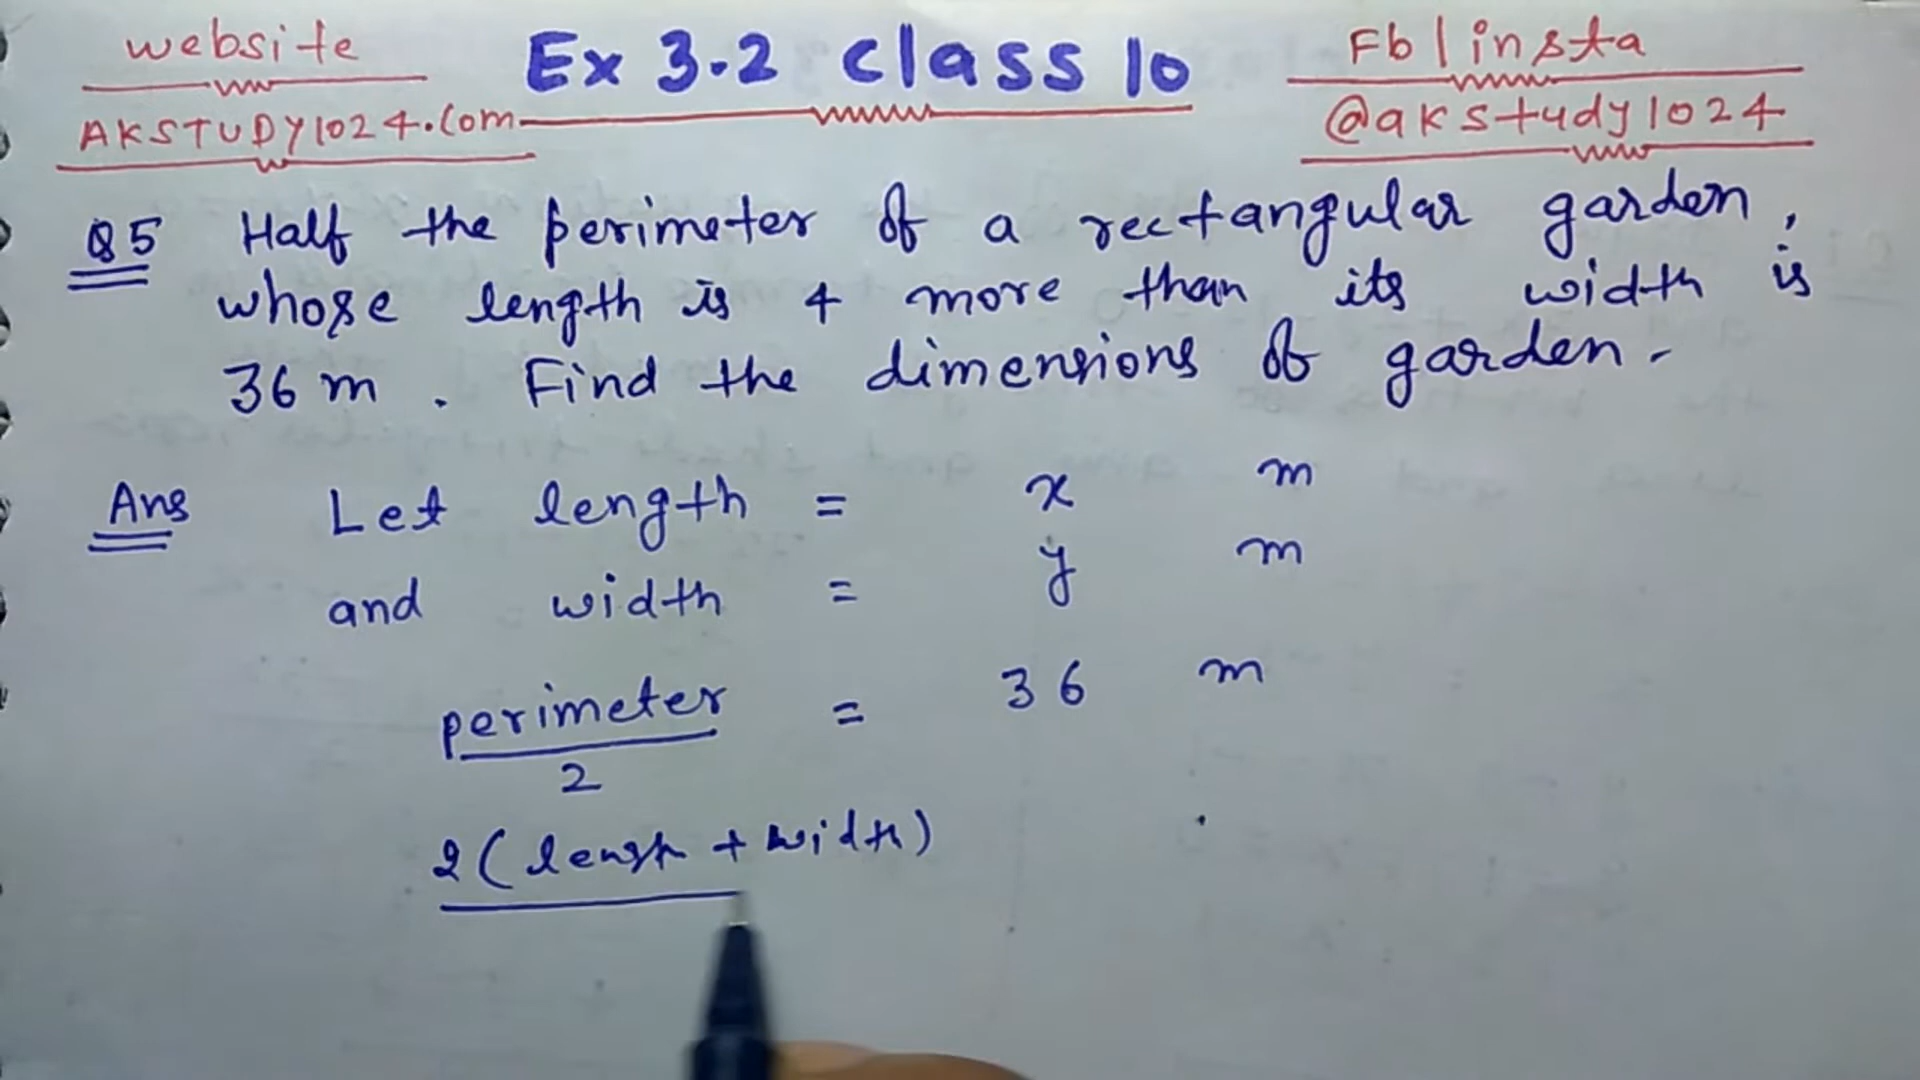 website
AKSTUDY1024.com
Ex 3.2 class 10
Fb | insta
@akstudy1024
Q5 Half the perimeter of a rectangular garden,
whose length is 4 more than its width is
36 m . Find the dimensions of garden.
Ans Let length = x m
and width = y m
perimeter = 36 m
2
2 ( length + width )